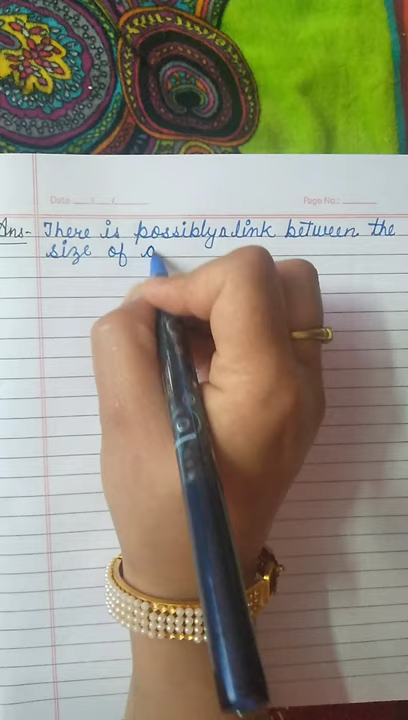 Date / / Page No.:
Ans- There is possibly a link between the
size of a